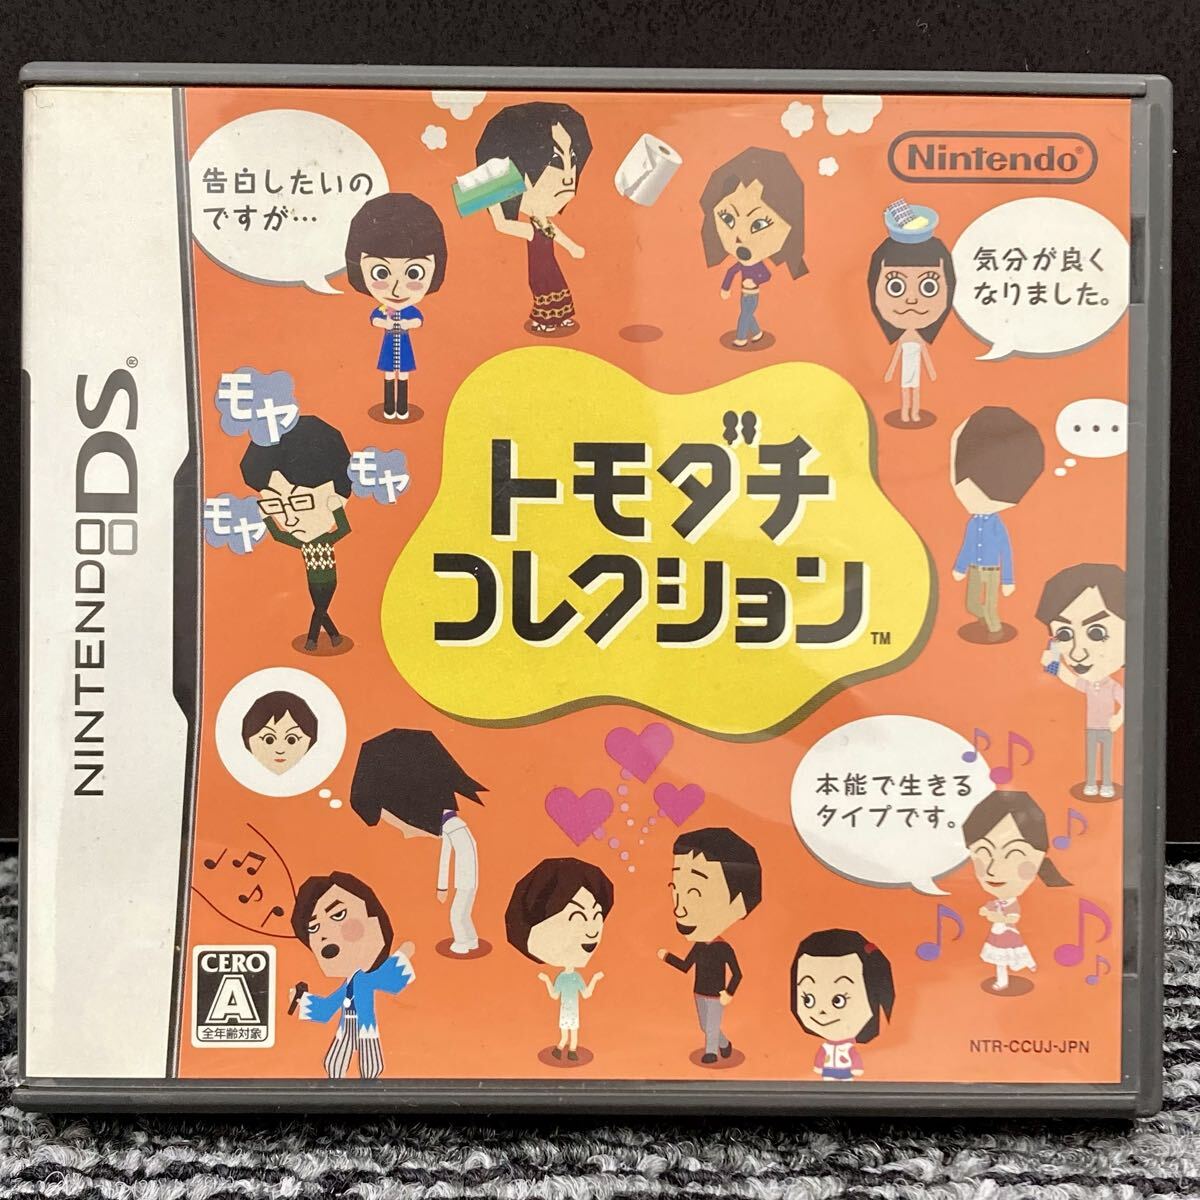 NINTENDO DS®
Nintendo®
告白したいの
ですが…
気分が良く
なりました。
モヤ
モヤ
モヤ
…
トモダチ
コレクション™
本能で生きる
タイプです。
CERO
A
全年齢対象
NTR-CCUJ-JPN